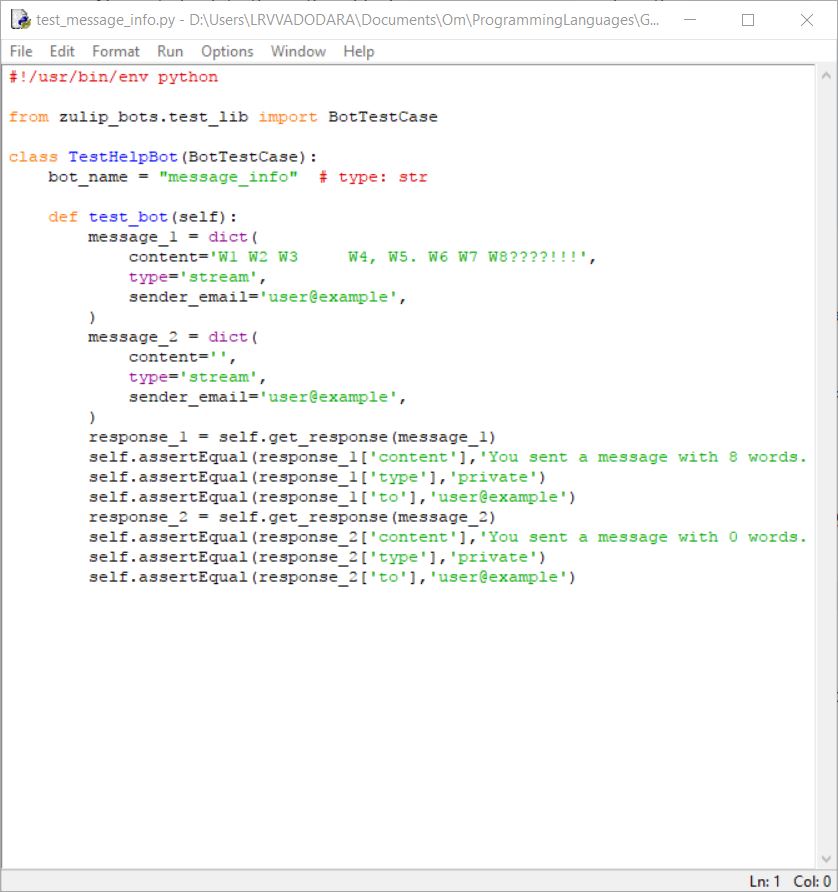 test_message_info.py - D:\Users\LRVVADODARA\Documents\Om\ProgrammingLanguages\G...
File Edit Format Run Options Window Help
#!/usr/bin/env python

from zulip_bots.test_lib import BotTestCase

class TestHelpBot(BotTestCase):
    bot_name = "message_info"  # type: str

    def test_bot(self):
        message_1 = dict(
            content='W1 W2 W3     W4, W5. W6 W7 W8????!!!',
            type='stream',
            sender_email='user@example',
        )
        message_2 = dict(
            content='',
            type='stream',
            sender_email='user@example',
        )
        response_1 = self.get_response(message_1)
        self.assertEqual(response_1['content'],'You sent a message with 8 words.
        self.assertEqual(response_1['type'],'private')
        self.assertEqual(response_1['to'],'user@example')
        response_2 = self.get_response(message_2)
        self.assertEqual(response_2['content'],'You sent a message with 0 words.
        self.assertEqual(response_2['type'],'private')
        self.assertEqual(response_2['to'],'user@example')
Ln: 1 Col: 0